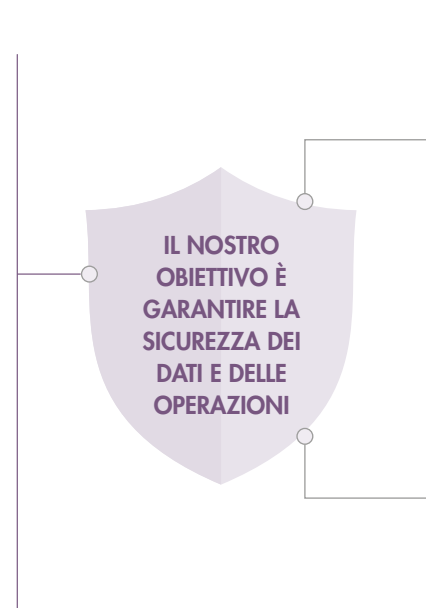 IL NOSTRO
OBIETTIVO È
GARANTIRE LA
SICUREZZA DEI
DATI E DELLE
OPERAZIONI